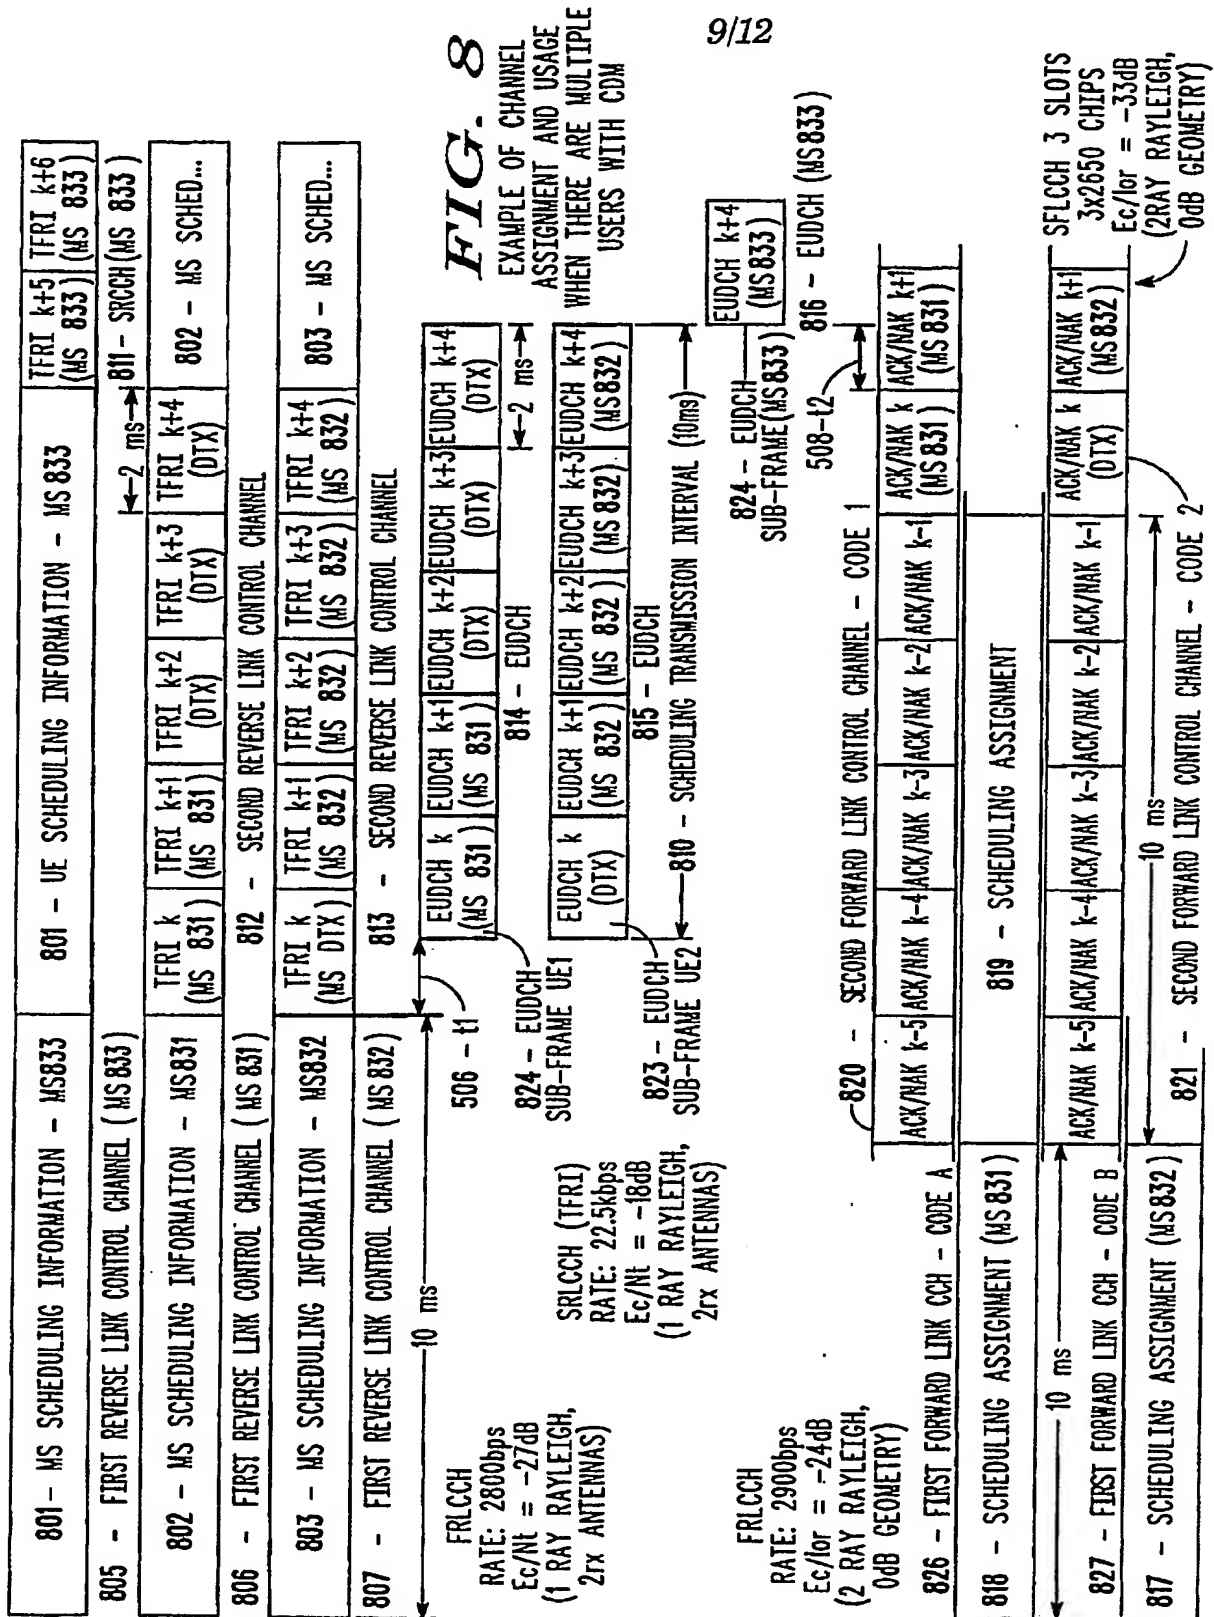 9/12
801 - MS SCHEDULING INFORMATION - MS833
801 - UE SCHEDULING INFORMATION - MS833
TFRI k+5
(MS 833)
TFRI k+6
(MS 833)
805 - FIRST REVERSE LINK CONTROL CHANNEL (MS833)
←2 ms→
811 - SRCCH(MS 833)
802 - MS SCHEDULING INFORMATION - MS831
TFRI k
(MS 831)
TFRI k+1
(MS 831)
TFRI k+2
(DTX)
TFRI k+3
(DTX)
TFRI k+4
(DTX)
802 - MS SCHED...
806 - FIRST REVERSE LINK CONTROL CHANNEL (MS 831)
812 - SECOND REVERSE LINK CONTROL CHANNEL
803 - MS SCHEDULING INFORMATION - MS832
TFRI k
(MS DTX)
TFRI k+1
(MS 832)
TFRI k+2
(MS 832)
TFRI k+3
(MS 832)
TFRI k+4
(MS 832)
803 - MS SCHED...
807 - FIRST REVERSE LINK CONTROL CHANNEL (MS 832)
813 - SECOND REVERSE LINK CONTROL CHANNEL
10 ms
506 - t1
EUDCH k
(MS 831)
EUDCH k+1
(MS 831)
EUDCH k+2
(DTX)
EUDCH k+3
(DTX)
EUDCH k+4
(DTX)
824 - EUDCH
SUB-FRAME UE1
814 - EUDCH
←2 ms→
FIG. 8
EXAMPLE OF CHANNEL
ASSIGNMENT AND USAGE
WHEN THERE ARE MULTIPLE
USERS WITH CDM
FRLCCH
RATE: 2800bps
Ec/Nt = -27dB
(1 RAY RAYLEIGH,
2rx ANTENNAS)
SRLCCH (TFRI)
RATE: 22.5kbps
Ec/Nt = -18dB
(1 RAY RAYLEIGH,
2rx ANTENNAS)
EUDCH k
(DTX)
EUDCH k+1
(MS 832)
EUDCH k+2
(MS 832)
EUDCH k+3
(MS832)
EUDCH k+4
(MS832)
823 - EUDCH
SUB-FRAME UE2
815 - EUDCH
810 - SCHEDULING TRANSMISSION INTERVAL (10ms)
EUDCH k+4
(MS833)
824 - EUDCH
SUB-FRAME(MS833)
816 - EUDCH (MS833)
508-t2
FRLCCH
RATE: 2900bps
Ec/Ior = -24dB
(2 RAY RAYLEIGH,
0dB GEOMETRY)
826 - FIRST FORWARD LINK CCH - CODE A
820 - SECOND FORWARD LINK CONTROL CHANNEL - CODE 1
ACK/NAK k-5
ACK/NAK k-4
ACK/NAK k-3
ACK/NAK k-2
ACK/NAK k-1
ACK/NAK k
(MS831)
ACK/NAK k+1
(MS 831)
818 - SCHEDULING ASSIGNMENT (MS831)
819 - SCHEDULING ASSIGNMENT
10 ms
827 - FIRST FORWARD LINK CCH - CODE B
ACK/NAK k-5
ACK/NAK k-4
ACK/NAK k-3
ACK/NAK k-2
ACK/NAK k-1
ACK/NAK k
(DTX)
ACK/NAK k+1
(MS832)
817 - SCHEDULING ASSIGNMENT (MS832)
10 ms
821 - SECOND FORWARD LINK CONTROL CHANNEL - CODE 2
SFLCCH 3 SLOTS
3x2650 CHIPS
Ec/Ior = -33dB
(2RAY RAYLEIGH,
0dB GEOMETRY)